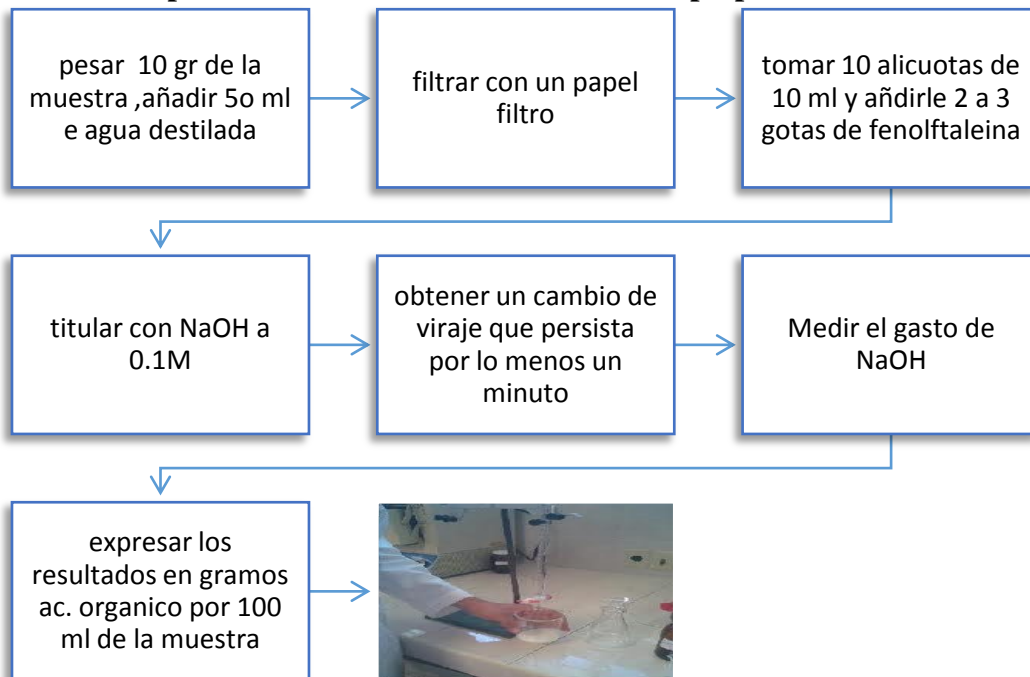 pesar 10 gr de la
muestra ,añadir 5o ml
e agua destilada
filtrar con un papel
filtro
tomar 10 alicuotas de
10 ml y añdirle 2 a 3
gotas de fenolftaleina
titular con NaOH a
0.1M
obtener un cambio de
viraje que persista
por lo menos un
minuto
Medir el gasto de
NaOH
expresar los
resultados en gramos
ac. organico por 100
ml de la muestra